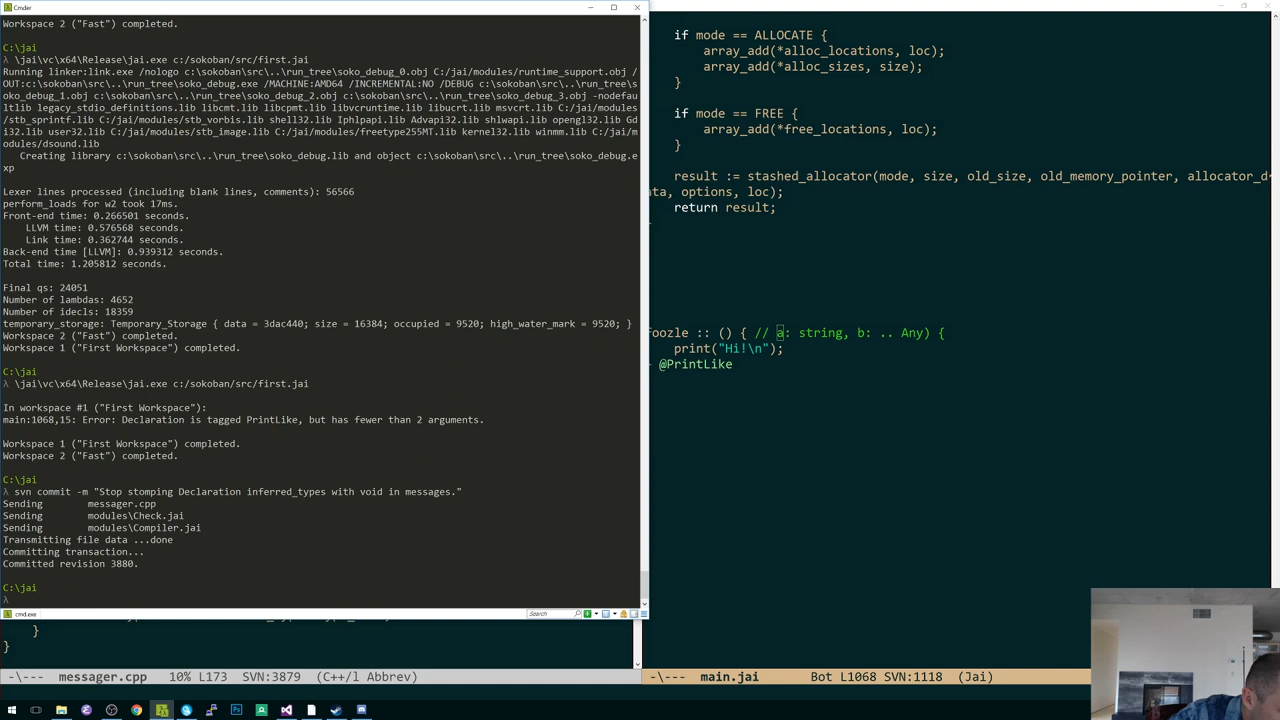 Cmder
Workspace 2 ("Fast") completed.
C:\jai
λ \jai\vc\x64\Release\jai.exe c:/sokoban/src/first.jai
Running linker:link.exe /nologo c:\sokoban\src\..\run_tree\soko_debug_0.obj C:/jai/modules/runtime_support.obj /
OUT:c:\sokoban\src\..\run_tree\soko_debug.exe /MACHINE:AMD64 /INCREMENTAL:NO /DEBUG c:\sokoban\src\..\run_tree\s
oko_debug_1.obj c:\sokoban\src\..\run_tree\soko_debug_2.obj c:\sokoban\src\..\run_tree\soko_debug_3.obj -nodefau
ltlib legacy_stdio_definitions.lib libcmt.lib libcpmt.lib libvcruntime.lib libucrt.lib msvcrt.lib C:/jai/modules
/stb_sprintf.lib C:/jai/modules/stb_vorbis.lib shell32.lib Iphlpapi.lib Advapi32.lib shlwapi.lib opengl32.lib Gd
i32.lib user32.lib C:/jai/modules/stb_image.lib C:/jai/modules/freetype255MT.lib kernel32.lib winmm.lib C:/jai/m
odules/dsound.lib
Creating library c:\sokoban\src\..\run_tree\soko_debug.lib and object c:\sokoban\src\..\run_tree\soko_debug.e
xp
Lexer lines processed (including blank lines, comments): 56566
perform_loads for w2 took 17ms.
Front-end time: 0.266501 seconds.
LLVM time: 0.576568 seconds.
Link time: 0.362744 seconds.
Back-end time [LLVM]: 0.939312 seconds.
Total time: 1.205812 seconds.
Final qs: 24051
Number of lambdas: 4652
Number of idecls: 18359
temporary_storage: Temporary_Storage { data = 3dac440; size = 16384; occupied = 9520; high_water_mark = 9520; }
Workspace 2 ("Fast") completed.
Workspace 1 ("First Workspace") completed.
C:\jai
λ \jai\vc\x64\Release\jai.exe c:/sokoban/src/first.jai
In workspace #1 ("First Workspace"):
main:1068,15: Error: Declaration is tagged PrintLike, but has fewer than 2 arguments.
Workspace 1 ("First Workspace") completed.
Workspace 2 ("Fast") completed.
C:\jai
λ svn commit -m "Stop stomping Declaration inferred_types with void in messages."
Sending        messager.cpp
Sending        modules\Check.jai
Sending        modules\Compiler.jai
Transmitting file data ...done
Committing transaction...
Committed revision 3880.
C:\jai
λ
cmd.exe
Search
}
}
-\--- messager.cpp 10% L173 SVN:3879 (C++/l Abbrev)
if mode == ALLOCATE {
array_add(*alloc_locations, loc);
array_add(*alloc_sizes, size);
}
if mode == FREE {
array_add(*free_locations, loc);
}
result := stashed_allocator(mode, size, old_size, old_memory_pointer, allocator_d
ata, options, loc);
return result;
oozle :: () { // a: string, b: .. Any) {
print("Hi!\n");
@PrintLike
-\--- main.jai Bot L1068 SVN:1118 (Jai)